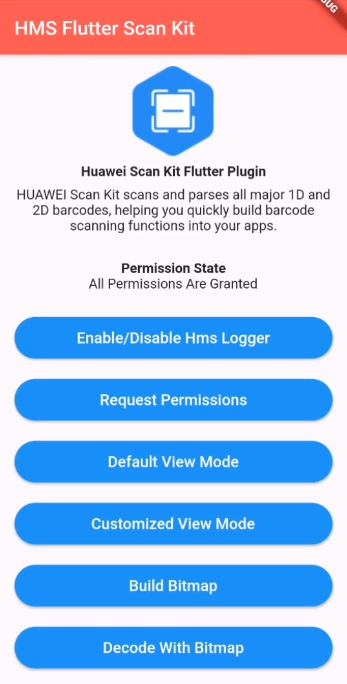 HMS Flutter Scan Kit
Huawei Scan Kit Flutter Plugin
HUAWEI Scan Kit scans and parses all major 1D and
2D barcodes, helping you quickly build barcode
scanning functions into your apps.
Permission State
All Permissions Are Granted
Enable/Disable Hms Logger
Request Permissions
Default View Mode
Customized View Mode
Build Bitmap
Decode With Bitmap